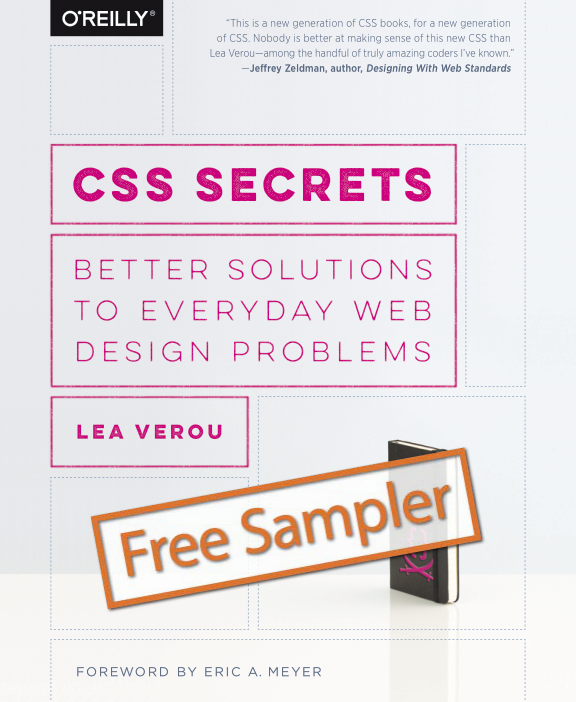 O'REILLY®
“This is a new generation of CSS books, for a new generation
of CSS. Nobody is better at making sense of this new CSS than
Lea Verou—among the handful of truly amazing coders I’ve known.”
—Jeffrey Zeldman, author, Designing With Web Standards
CSS SECRETS
BETTER SOLUTIONS
TO EVERYDAY WEB
DESIGN PROBLEMS
LEA VEROU
Free Sampler
FOREWORD BY ERIC A. MEYER